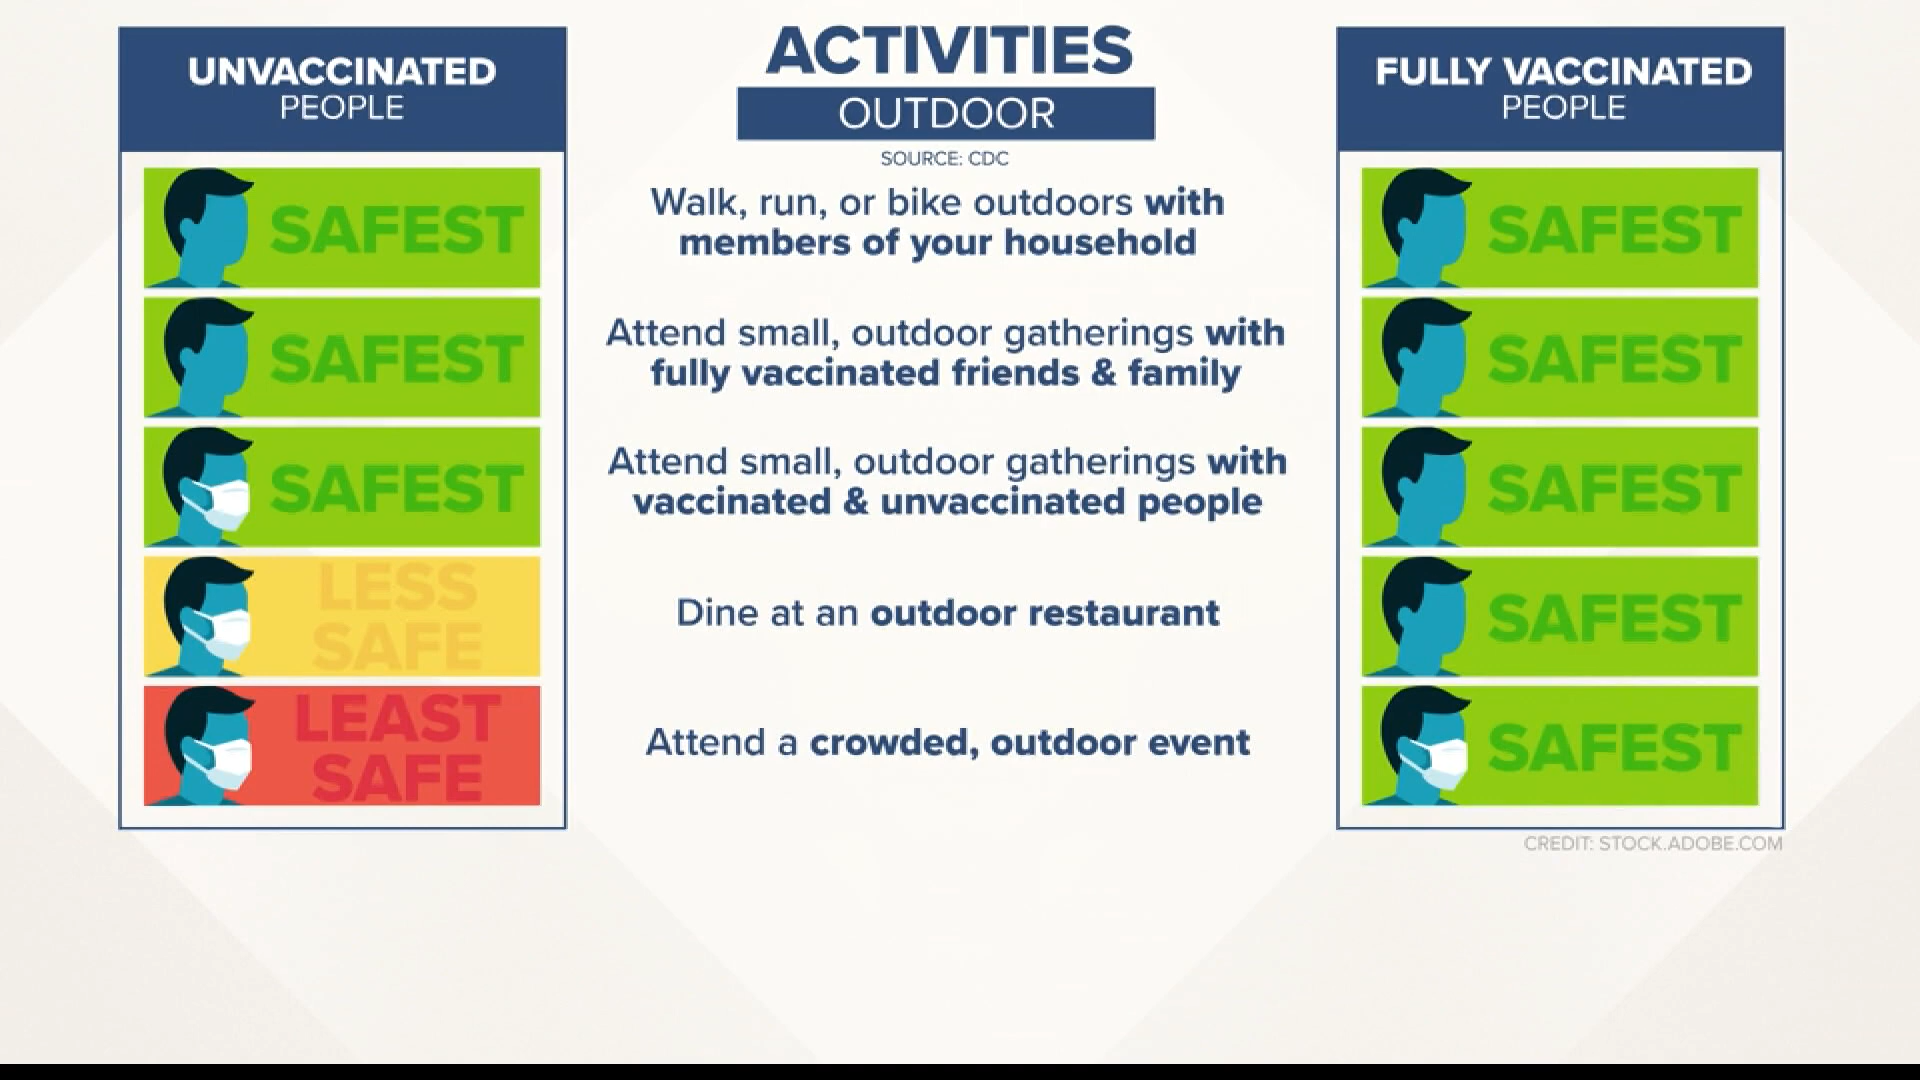 UNVACCINATED
PEOPLE
ACTIVITIES
OUTDOOR
SOURCE: CDC
FULLY VACCINATED
PEOPLE
SAFEST
Walk, run, or bike outdoors with
members of your household
SAFEST
SAFEST
Attend small, outdoor gatherings with
fully vaccinated friends & family
SAFEST
SAFEST
Attend small, outdoor gatherings with
vaccinated & unvaccinated people
SAFEST
LESS
SAFE
Dine at an outdoor restaurant
SAFEST
LEAST
SAFE
Attend a crowded, outdoor event
SAFEST
CREDIT: STOCK.ADOBE.COM